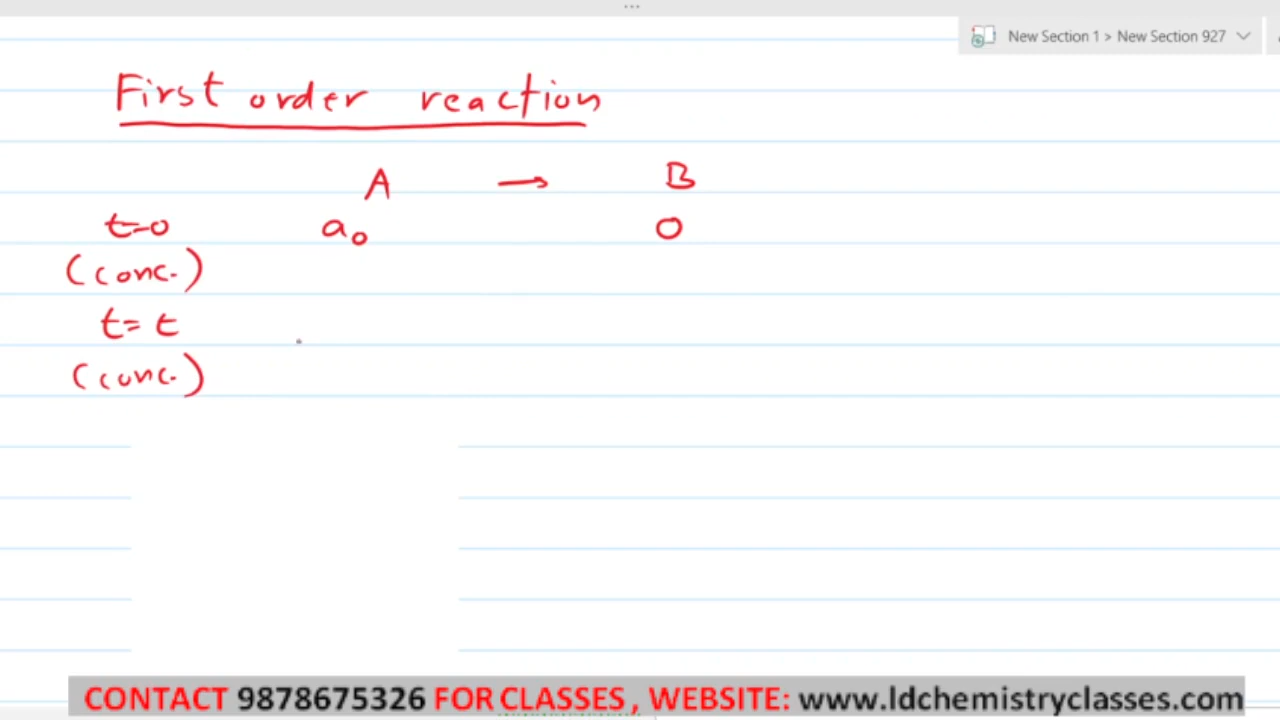 New Section 1 > New Section 927
First order reaction
A → B
t=0 a₀ 0
(conc.)
t= t
(conc.)
CONTACT 9878675326 FOR CLASSES , WEBSITE: www.ldchemistryclasses.com